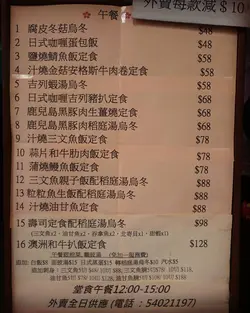 外賣每款減$10
午餐
1 腐皮冬菇烏冬 $48
2 日式咖喱蛋包飯 $48
3 鹽燒鯖魚飯定食 $58
4 汁燒金菇安格斯牛肉卷定食 $58
5 吉列蝦湯烏冬 $58
6 日式咖喱吉列豬扒定食 $58
7 鹿兒島黑豚肉生薑燒定食 $68
8 鹿兒島黑豚肉稻庭湯烏冬 $68
9 汁燒三文魚飯定食 $78
10 蒜片和牛肋肉飯定食 $78
11 蒲燒鰻魚飯定食 $88
12 三文魚親子飯配稻庭湯烏冬 $88
13 粒粒魚生飯配稻庭湯烏冬 $88
14 汁燒油甘魚定食
15 壽司定食配稻庭湯烏冬 $98
16 澳洲和牛扒飯定食 $128
堂食午餐12:00-15:00
外賣全日供應 (電話：54021197)